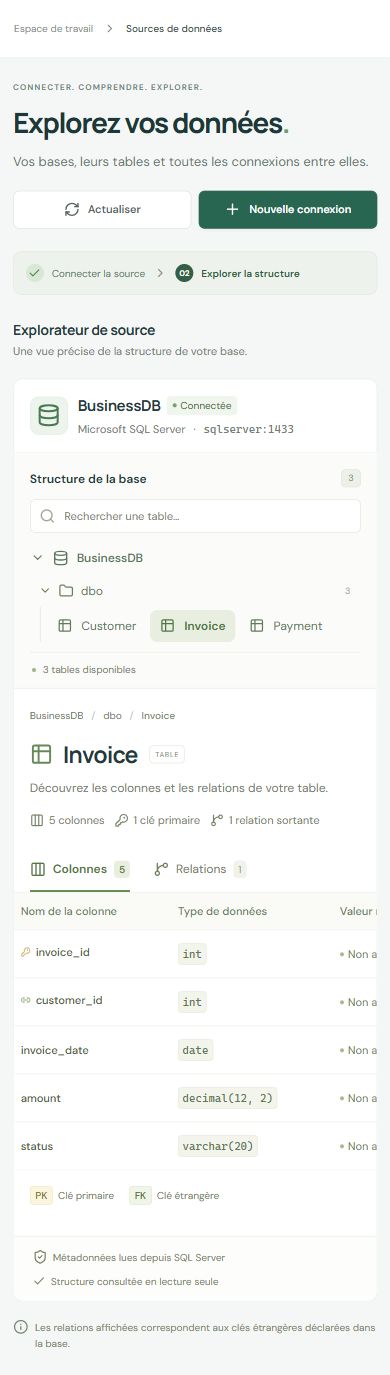 Espace de travail > Sources de données
CONNECTER. COMPRENDRE. EXPLORER.
Explorez vos données.
Vos bases, leurs tables et toutes les connexions entre elles.
Actualiser
+ Nouvelle connexion
Connecter la source > 02 Explorer la structure
Explorateur de source
Une vue précise de la structure de votre base.
BusinessDB • Connectée
Microsoft SQL Server · sqlserver:1433
Structure de la base 3
Rechercher une table…
BusinessDB
dbo 3
Customer Invoice Payment
• 3 tables disponibles
BusinessDB / dbo / Invoice
Invoice TABLE
Découvrez les colonnes et les relations de votre table.
5 colonnes 1 clé primaire 1 relation sortante
Colonnes 5 Relations 1
Nom de la colonne Type de données Valeur
invoice_id int • Non a
customer_id int • Non a
invoice_date date • Non a
amount decimal(12, 2) • Non a
status varchar(20) • Non a
PK Clé primaire FK Clé étrangère
Métadonnées lues depuis SQL Server
Structure consultée en lecture seule
Les relations affichées correspondent aux clés étrangères déclarées dans
la base.